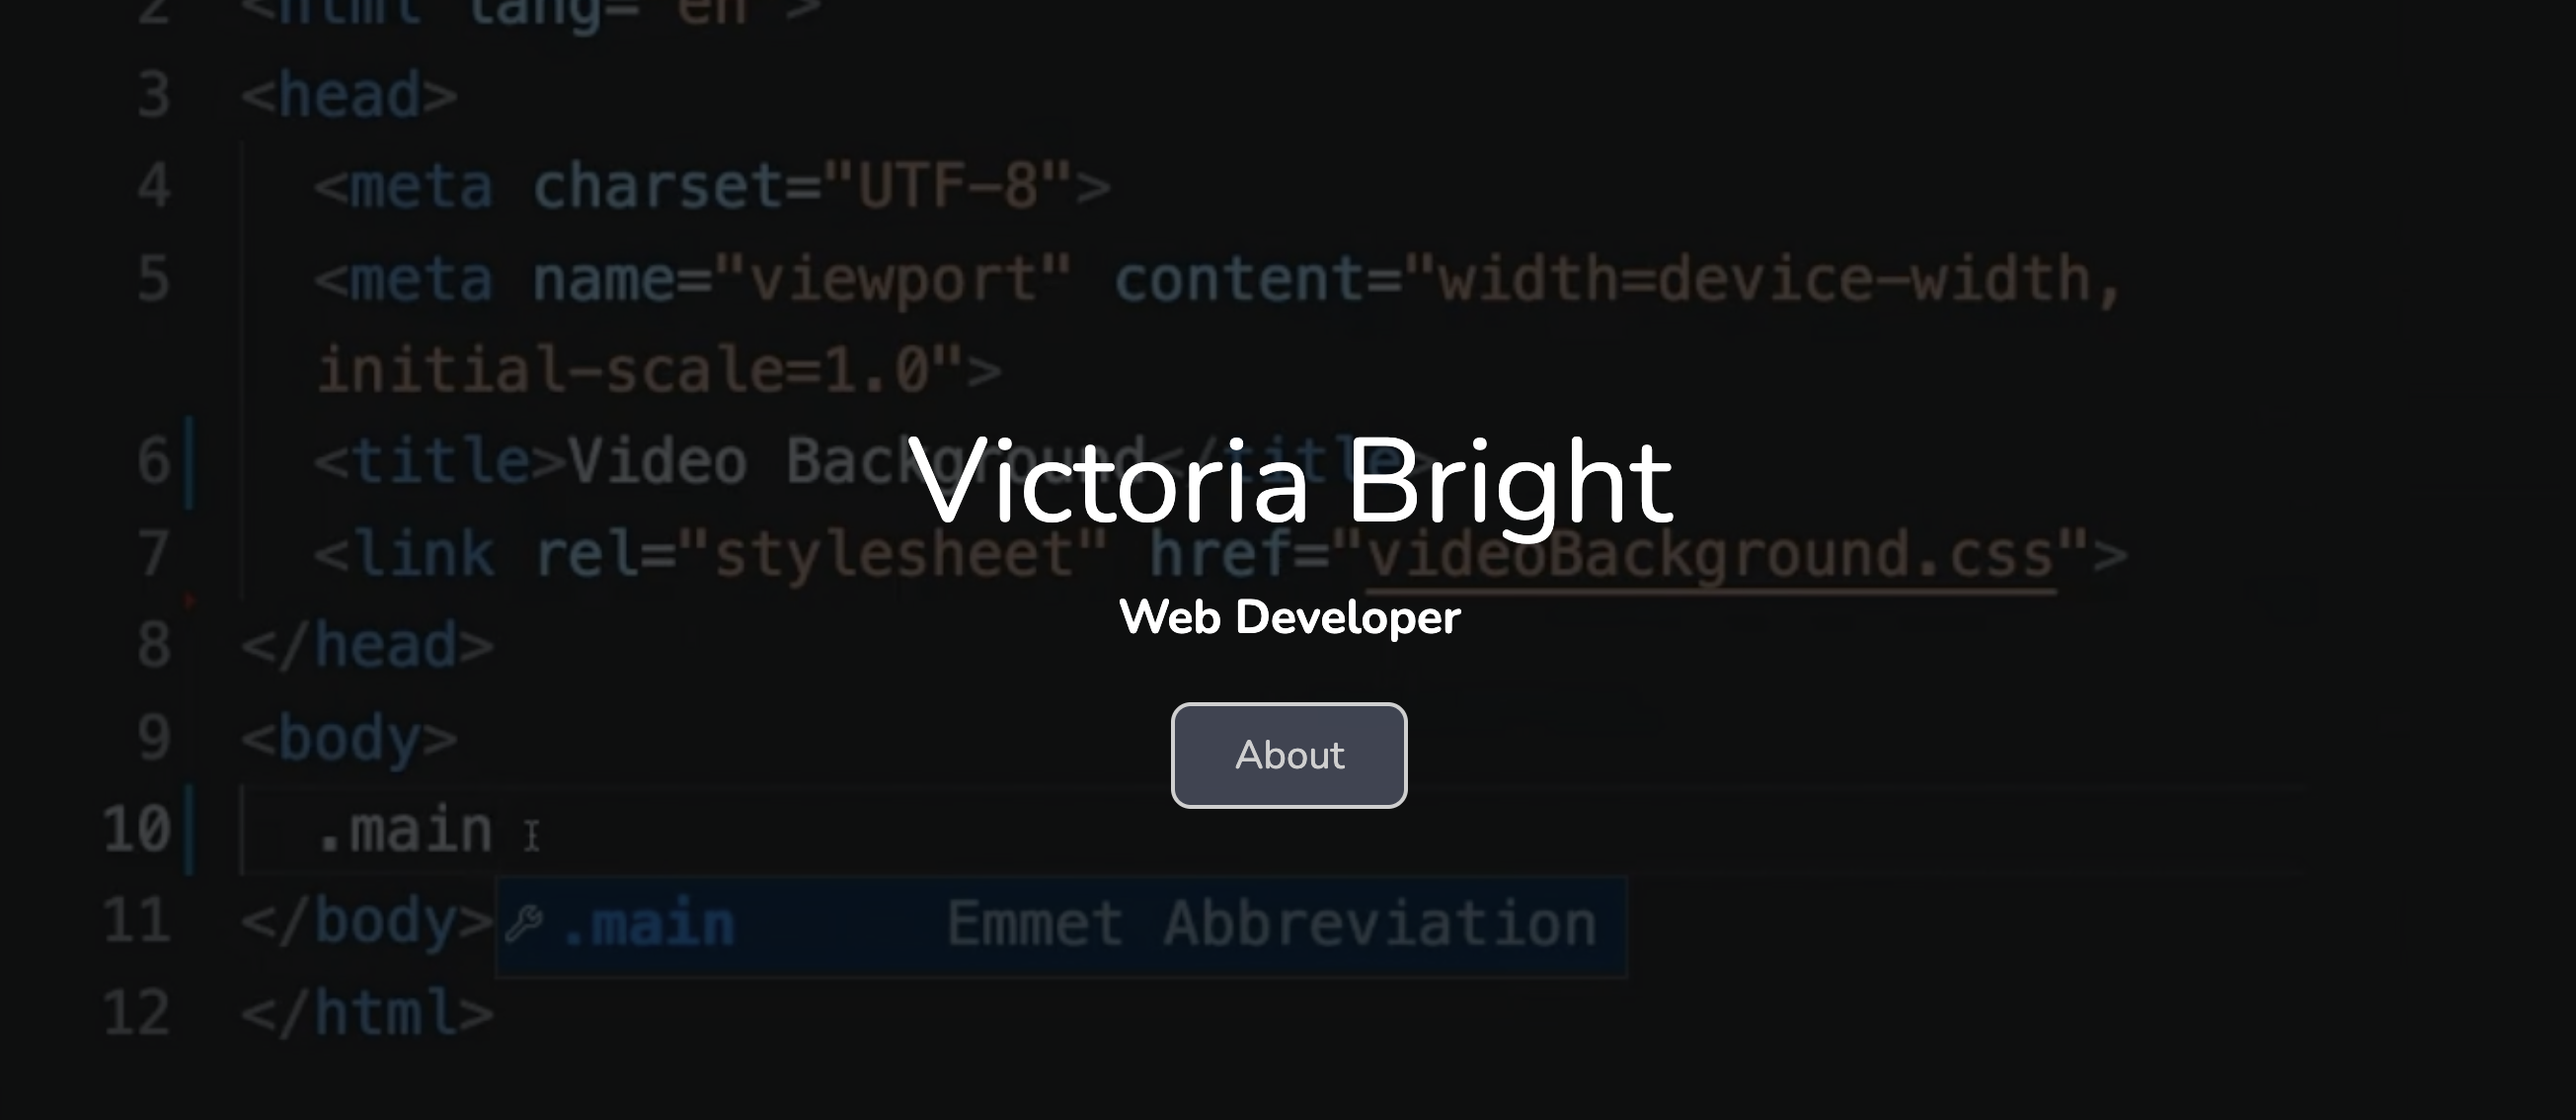 2 <html lang="en">
3 <head>
4 <meta charset="UTF-8">
5 <meta name="viewport" content="width=device-width,
initial-scale=1.0">
6 <title>Video Background</title>
Victoria Bright
7 <link rel="stylesheet" href="videoBackground.css">
Web Developer
8 </head>
9 <body>
About
10 .main
11 </body>
.main Emmet Abbreviation
12 </html>